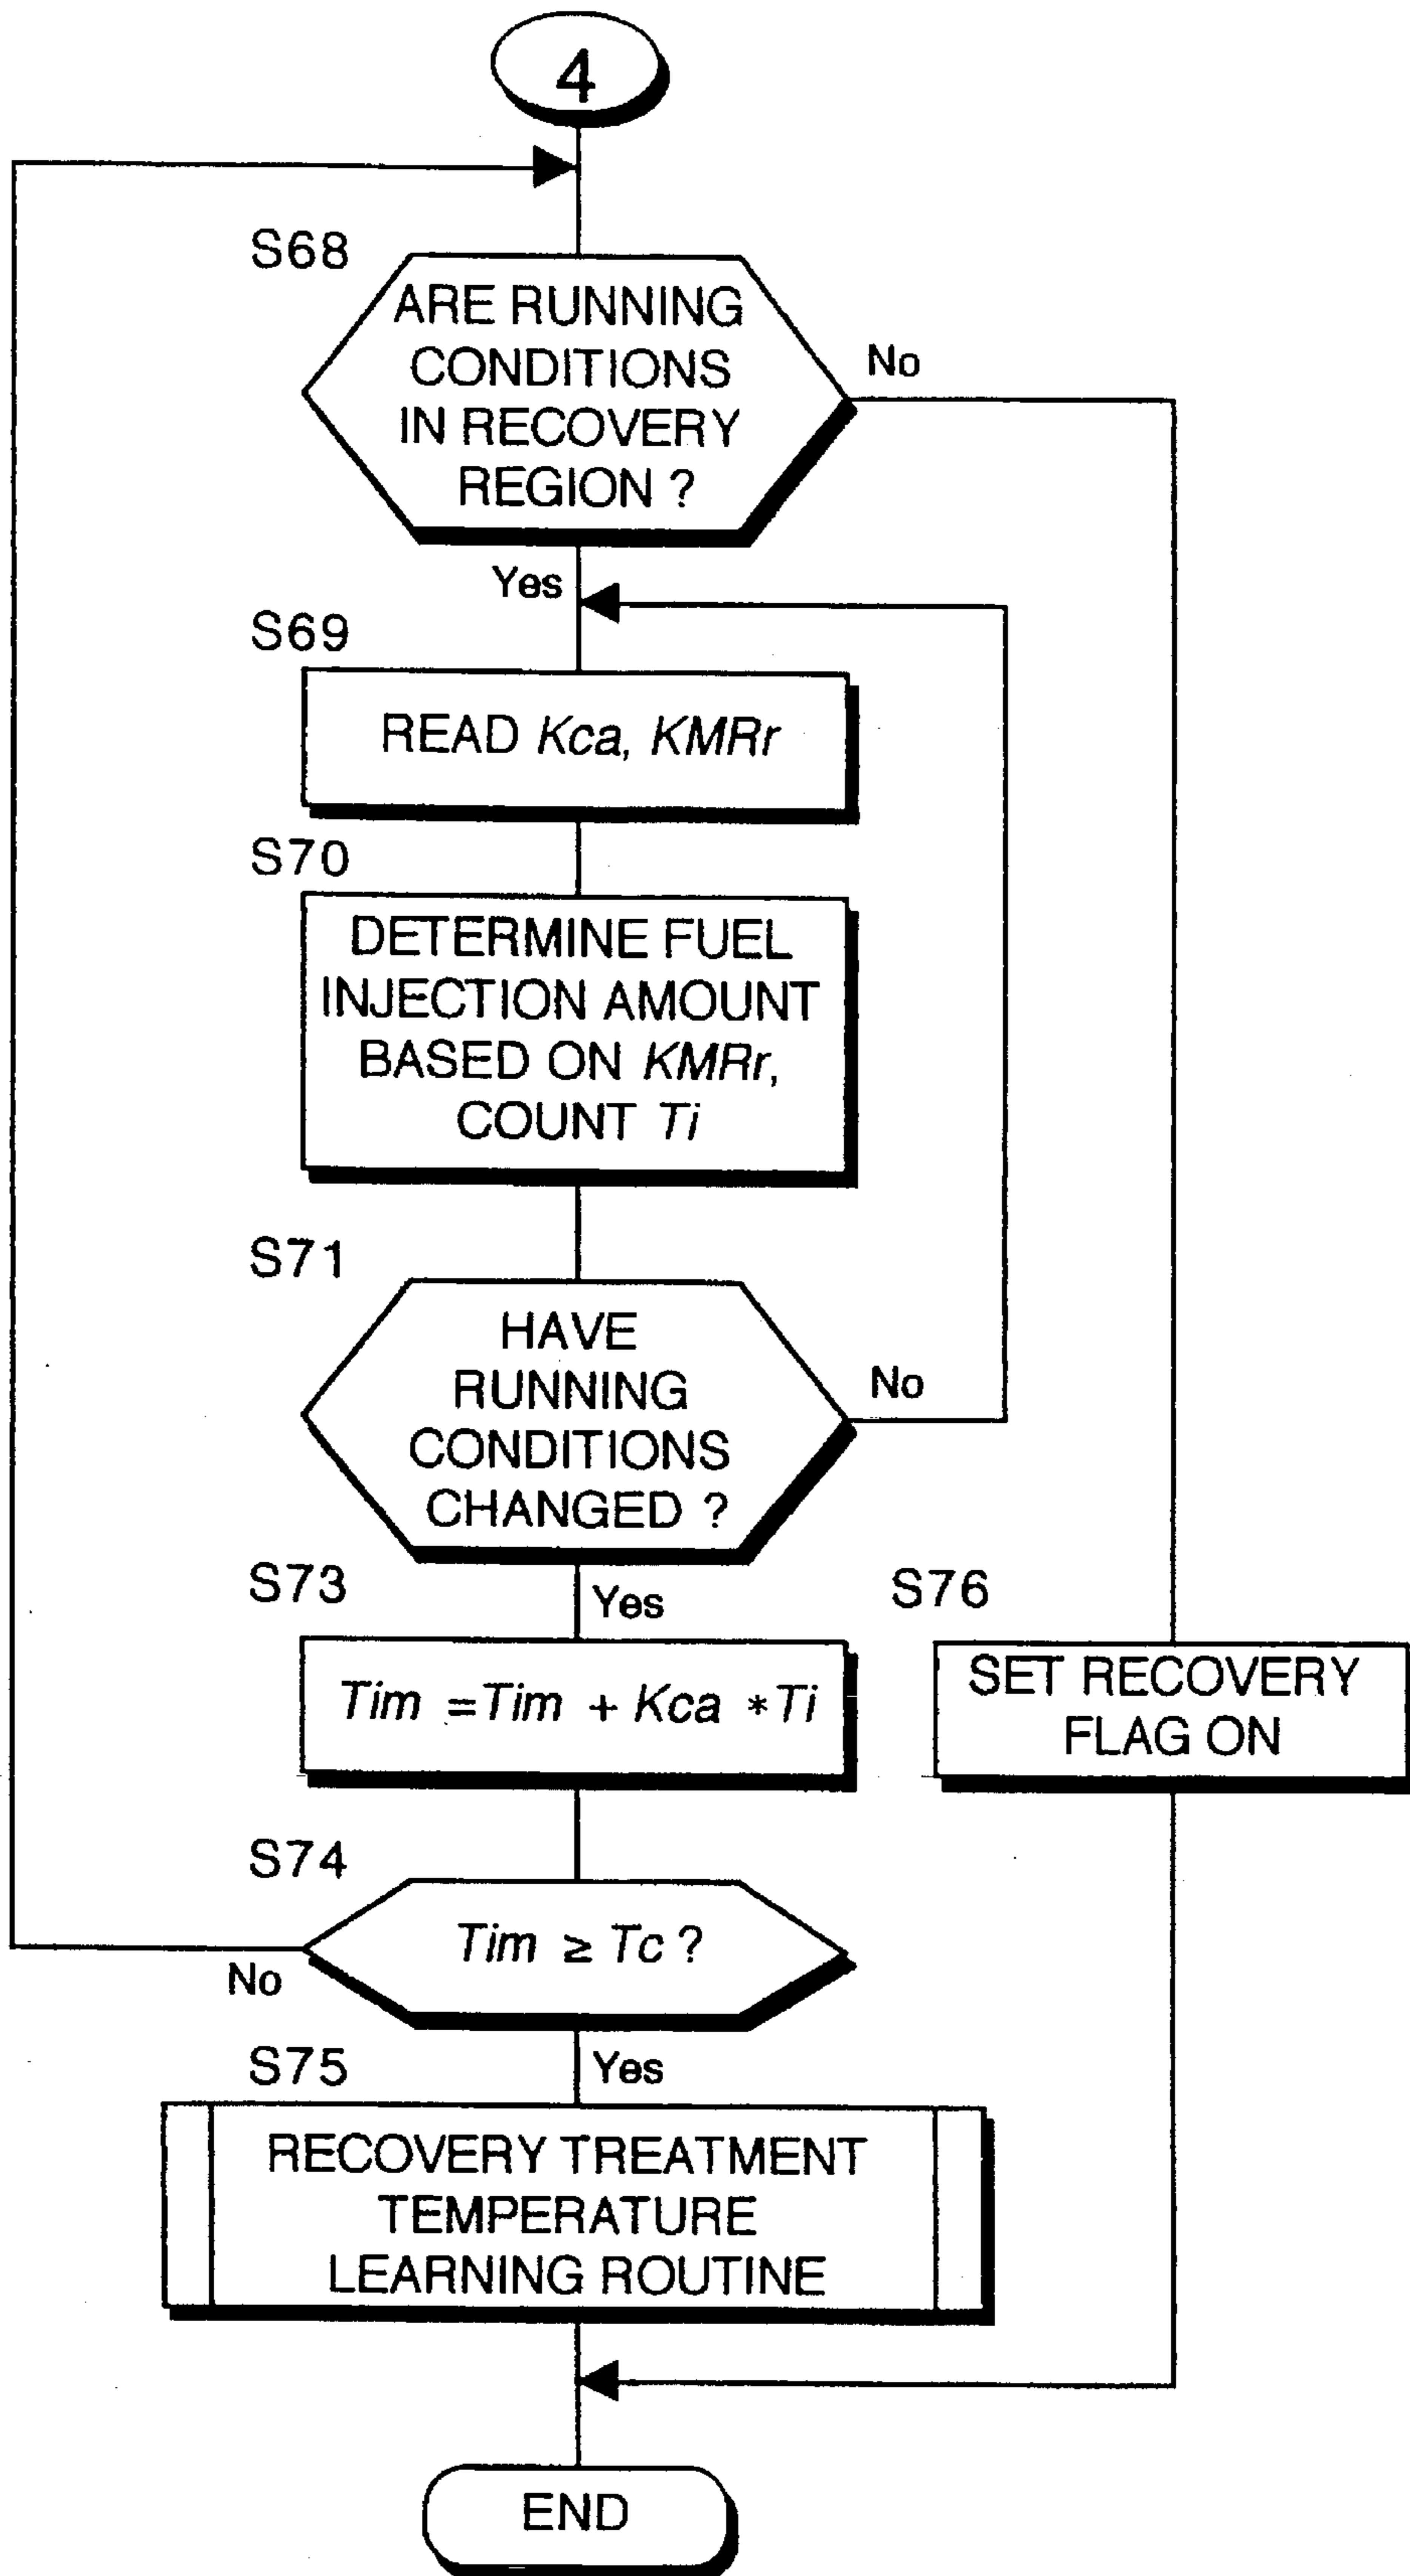 4
S68
ARE RUNNING
CONDITIONS
IN RECOVERY
REGION ?
No
Yes
S69
READ Kca, KMRr
S70
DETERMINE FUEL
INJECTION AMOUNT
BASED ON KMRr,
COUNT Ti
S71
HAVE
RUNNING
CONDITIONS
CHANGED ?
No
Yes
S73
Tim =Tim + Kca *Ti
S76
SET RECOVERY
FLAG ON
S74
Tim ≥ Tc ?
No
Yes
S75
RECOVERY TREATMENT
TEMPERATURE
LEARNING ROUTINE
END